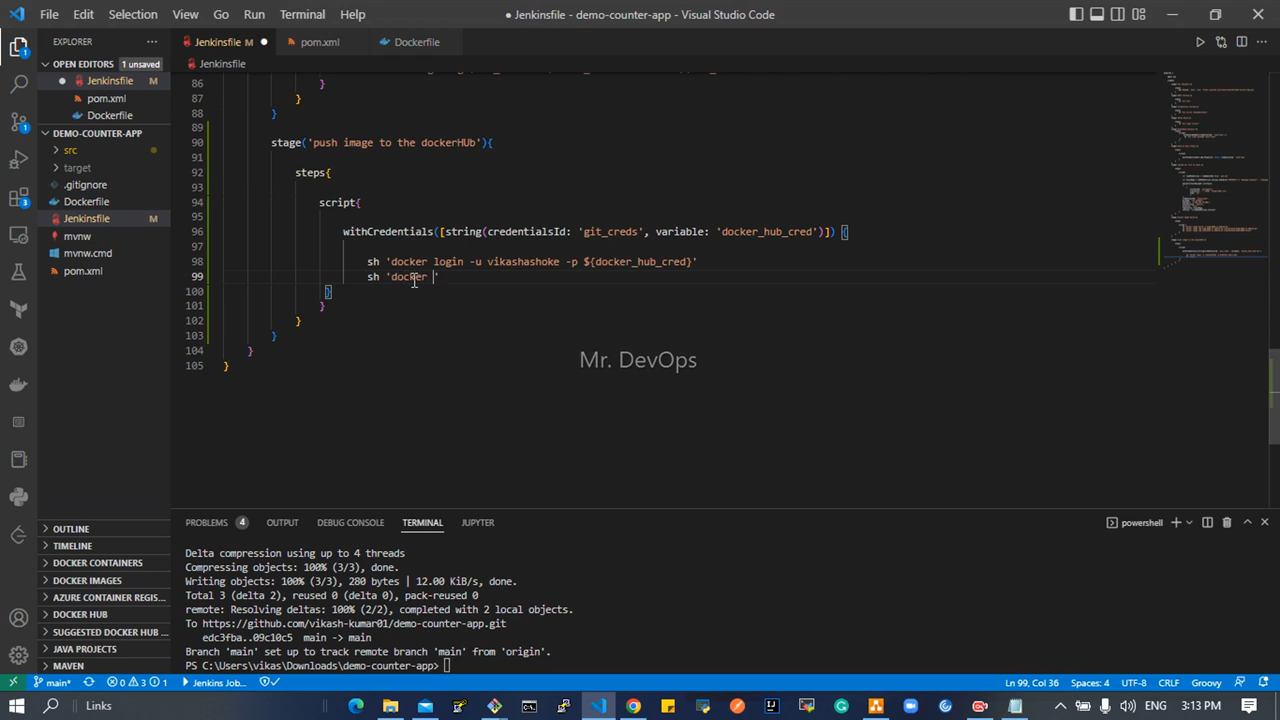 File Edit Selection View Go Run Terminal Help
● Jenkinsfile - demo-counter-app - Visual Studio Code
EXPLORER
Jenkinsfile M ●
pom.xml
Dockerfile
OPEN EDITORS 1 unsaved
Jenkinsfile
● Jenkinsfile M
pom.xml
Dockerfile
DEMO-COUNTER-APP
src
target
.gitignore
Dockerfile
Jenkinsfile M
mvnw
mvnw.cmd
pom.xml
86 }
87 }
88 }
89
90 stage('push image to the dockerHUb'){
91
92 steps{
93
94 script{
95
96 withCredentials([string(credentialsId: 'git_creds', variable: 'docker_hub_cred')]) {
97
98 sh 'docker login -u vikashashoke -p ${docker_hub_cred}'
99 sh 'docker '
100 }
101 }
102 }
103 }
104 }
105 }
Mr. DevOps
PROBLEMS 4 OUTPUT DEBUG CONSOLE TERMINAL JUPYTER
powershell
Delta compression using up to 4 threads
Compressing objects: 100% (3/3), done.
Writing objects: 100% (3/3), 280 bytes | 12.00 KiB/s, done.
Total 3 (delta 2), reused 0 (delta 0), pack-reused 0
remote: Resolving deltas: 100% (2/2), completed with 2 local objects.
To https://github.com/vikash-kumar01/demo-counter-app.git
edc3fba..09c10c5 main -> main
Branch 'main' set up to track remote branch 'main' from 'origin'.
PS C:\Users\vikas\Downloads\demo-counter-app>
OUTLINE
TIMELINE
DOCKER CONTAINERS
DOCKER IMAGES
AZURE CONTAINER REGIS...
DOCKER HUB
SUGGESTED DOCKER HUB ...
JAVA PROJECTS
MAVEN
main* 0 3 1 Jenkins Job...
Ln 99, Col 36 Spaces: 4 UTF-8 CRLF Groovy
Links
ENG 3:13 PM